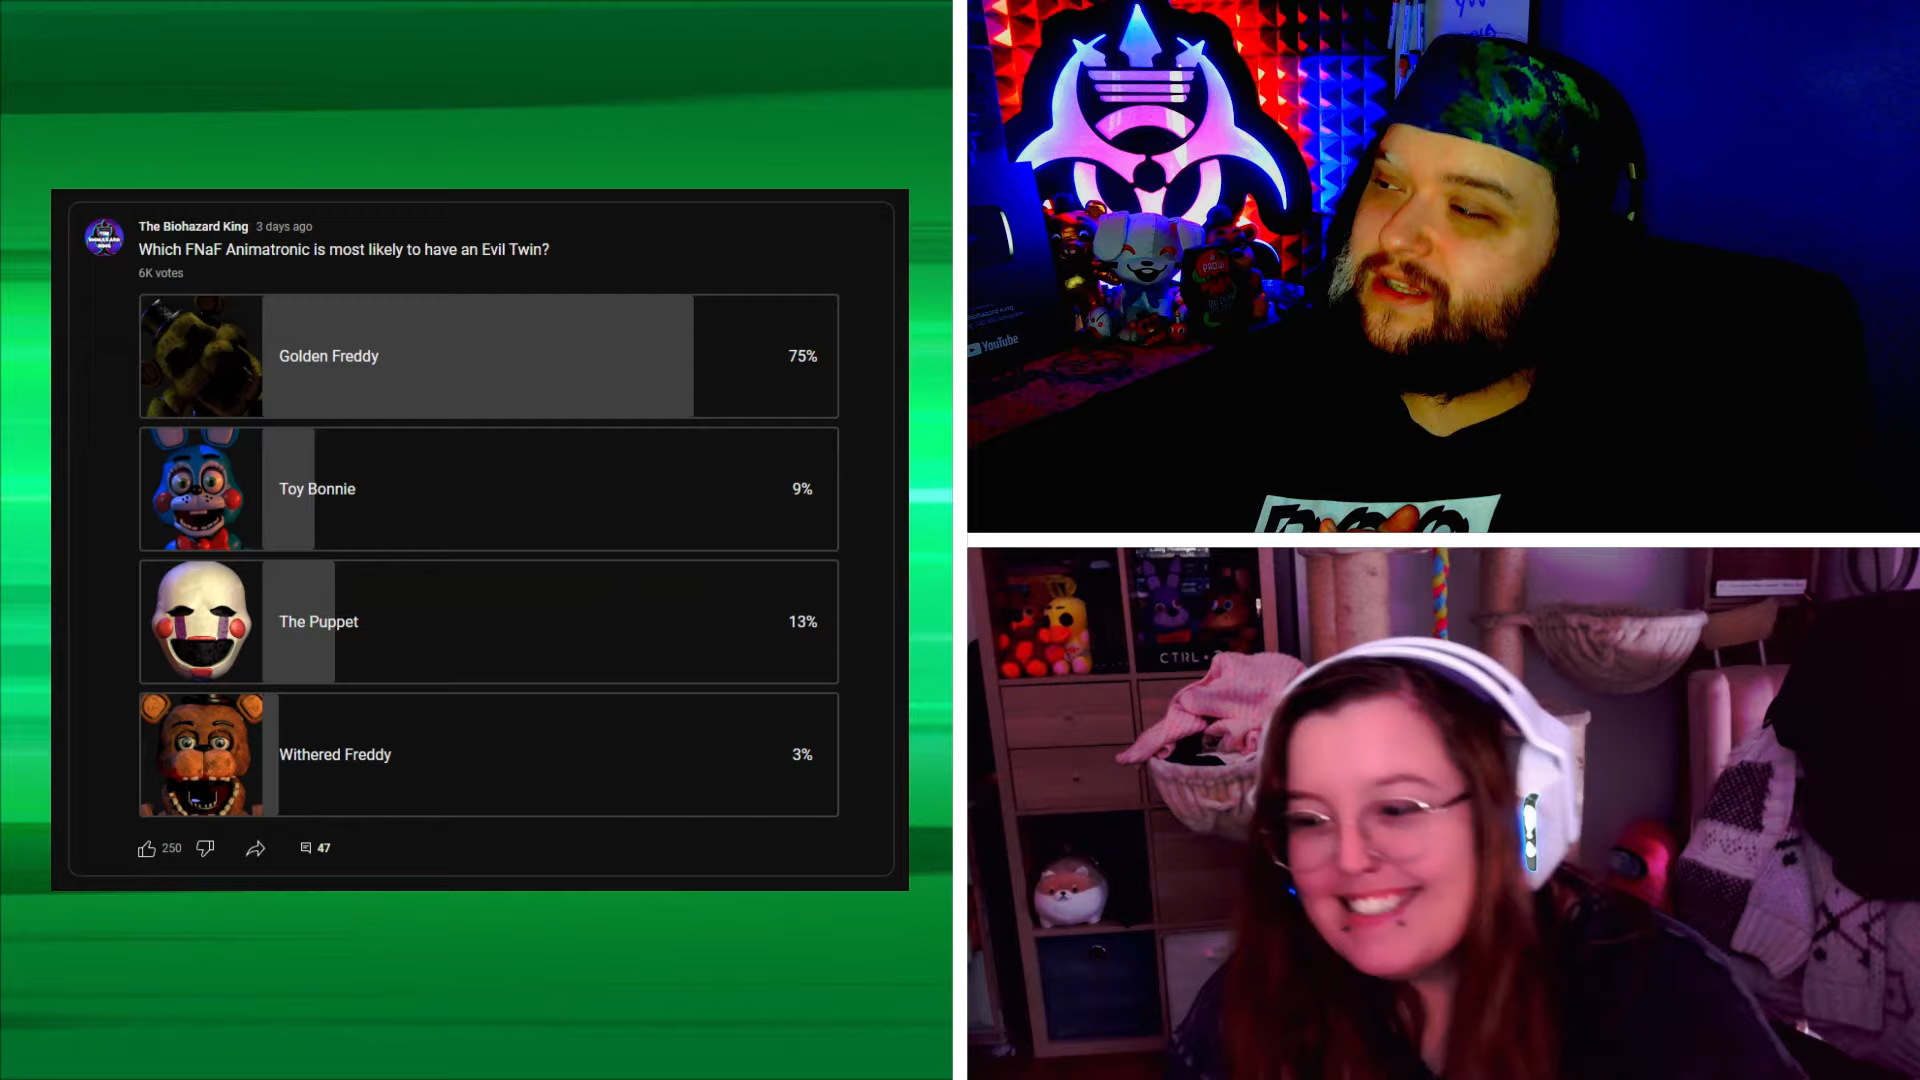 The Biohazard King 3 days ago
Which FNaF Animatronic is most likely to have an Evil Twin?
6K votes
Golden Freddy 75%
Toy Bonnie 9%
The Puppet 13%
Withered Freddy 3%
250 47
YouTube
CTRL